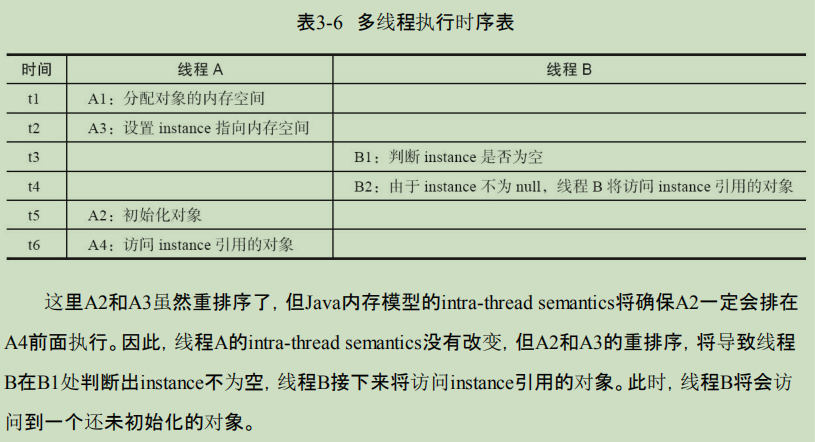 表3-6 多线程执行时序表
时间 线程 A 线程 B
t1 A1：分配对象的内存空间
t2 A3：设置 instance 指向内存空间
t3 B1：判断 instance 是否为空
t4 B2：由于 instance 不为 null，线程 B 将访问 instance 引用的对象
t5 A2：初始化对象
t6 A4：访问 instance 引用的对象
这里A2和A3虽然重排序了，但Java内存模型的intra-thread semantics将确保A2一定会排在
A4前面执行。因此，线程A的intra-thread semantics没有改变，但A2和A3的重排序，将导致线程
B在B1处判断出instance不为空，线程B接下来将访问instance引用的对象。此时，线程B将会访
问到一个还未初始化的对象。